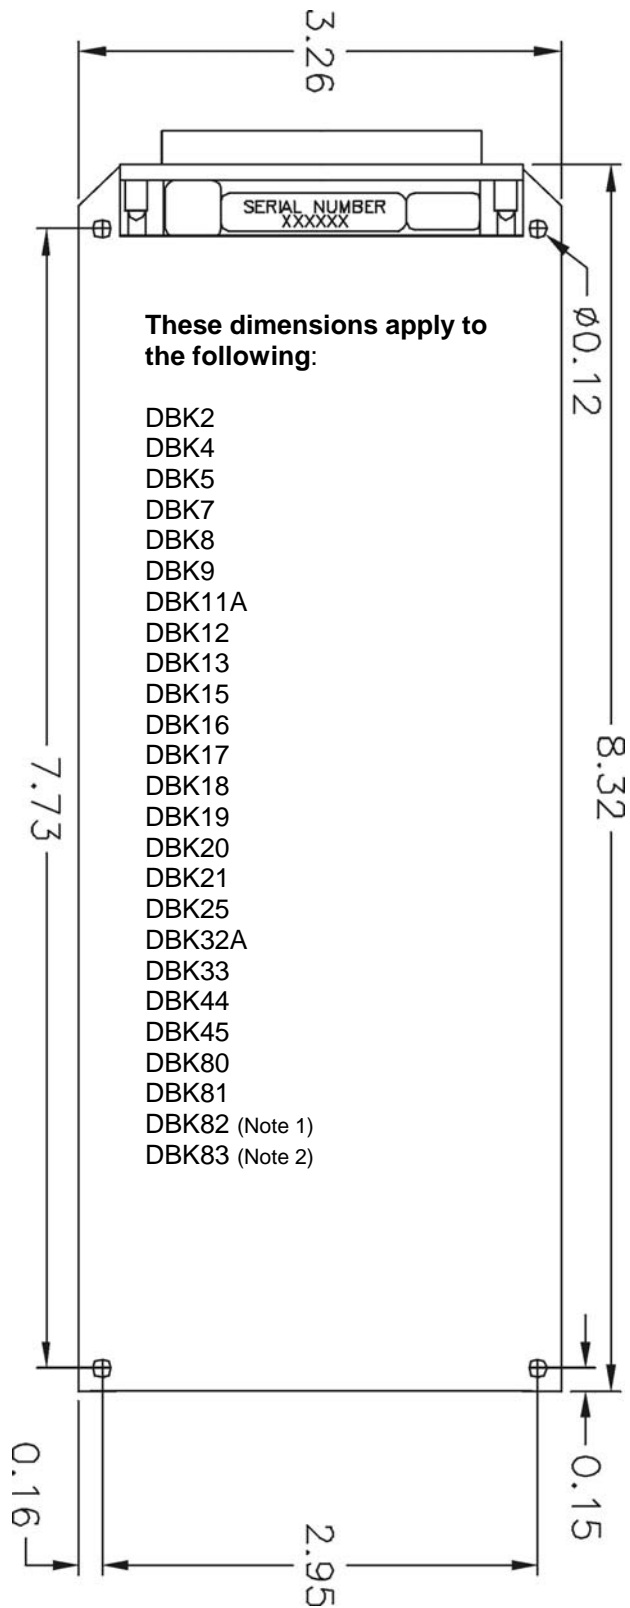 3.26
SERIAL NUMBER
XXXXXX
Ø0.12
These dimensions apply to
the following:
DBK2
DBK4
DBK5
DBK7
DBK8
DBK9
DBK11A
DBK12
DBK13
DBK15
DBK16
DBK17
DBK18
DBK19
DBK20
DBK21
DBK25
DBK32A
DBK33
DBK44
DBK45
DBK80
DBK81
DBK82 (Note 1)
DBK83 (Note 2)
7.73
8.32
0.16
2.95
0.15